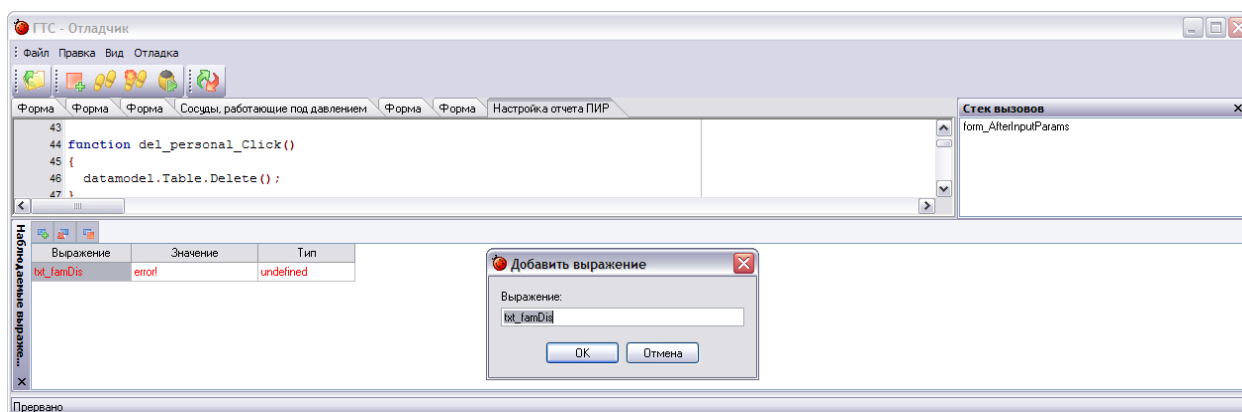 ГТС - Отладчик
Файл Правка Вид Отладка
Форма Форма Форма Сосуды, работающие под давлением Форма Форма Настройка отчета ПИР
Стек вызовов
form_AfterInputParams
43
44 function del_personal_Click()
45 {
46 datamodel.Table.Delete();
47 }
Наблюдаемые выраже...
Выражение Значение Тип
txt_famDis error! undefined
Добавить выражение
Выражение:
txt_famDis
OK Отмена
Прервано